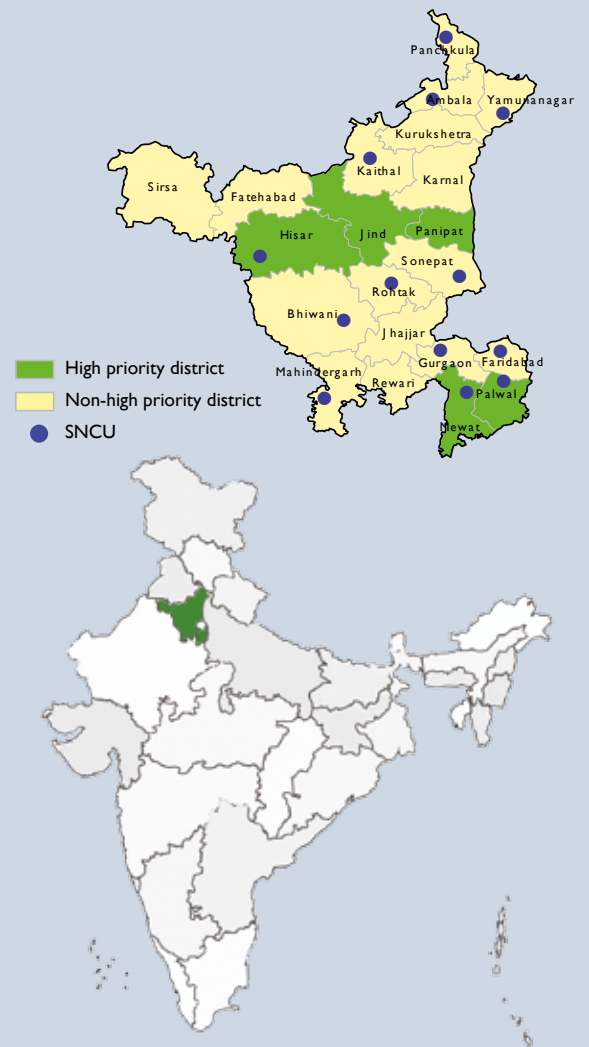 Panchkula
Ambala
Yamunanagar
Kurukshetra
Kaithal
Karnal
Sirsa
Fatehabad
Hisar
Jind
Panipat
Sonepat
Rohtak
Bhiwani
Jhajjar
Gurgaon
Faridabad
Mahindergarh
Rewari
Palwal
Mewat
High priority district
Non-high priority district
SNCU